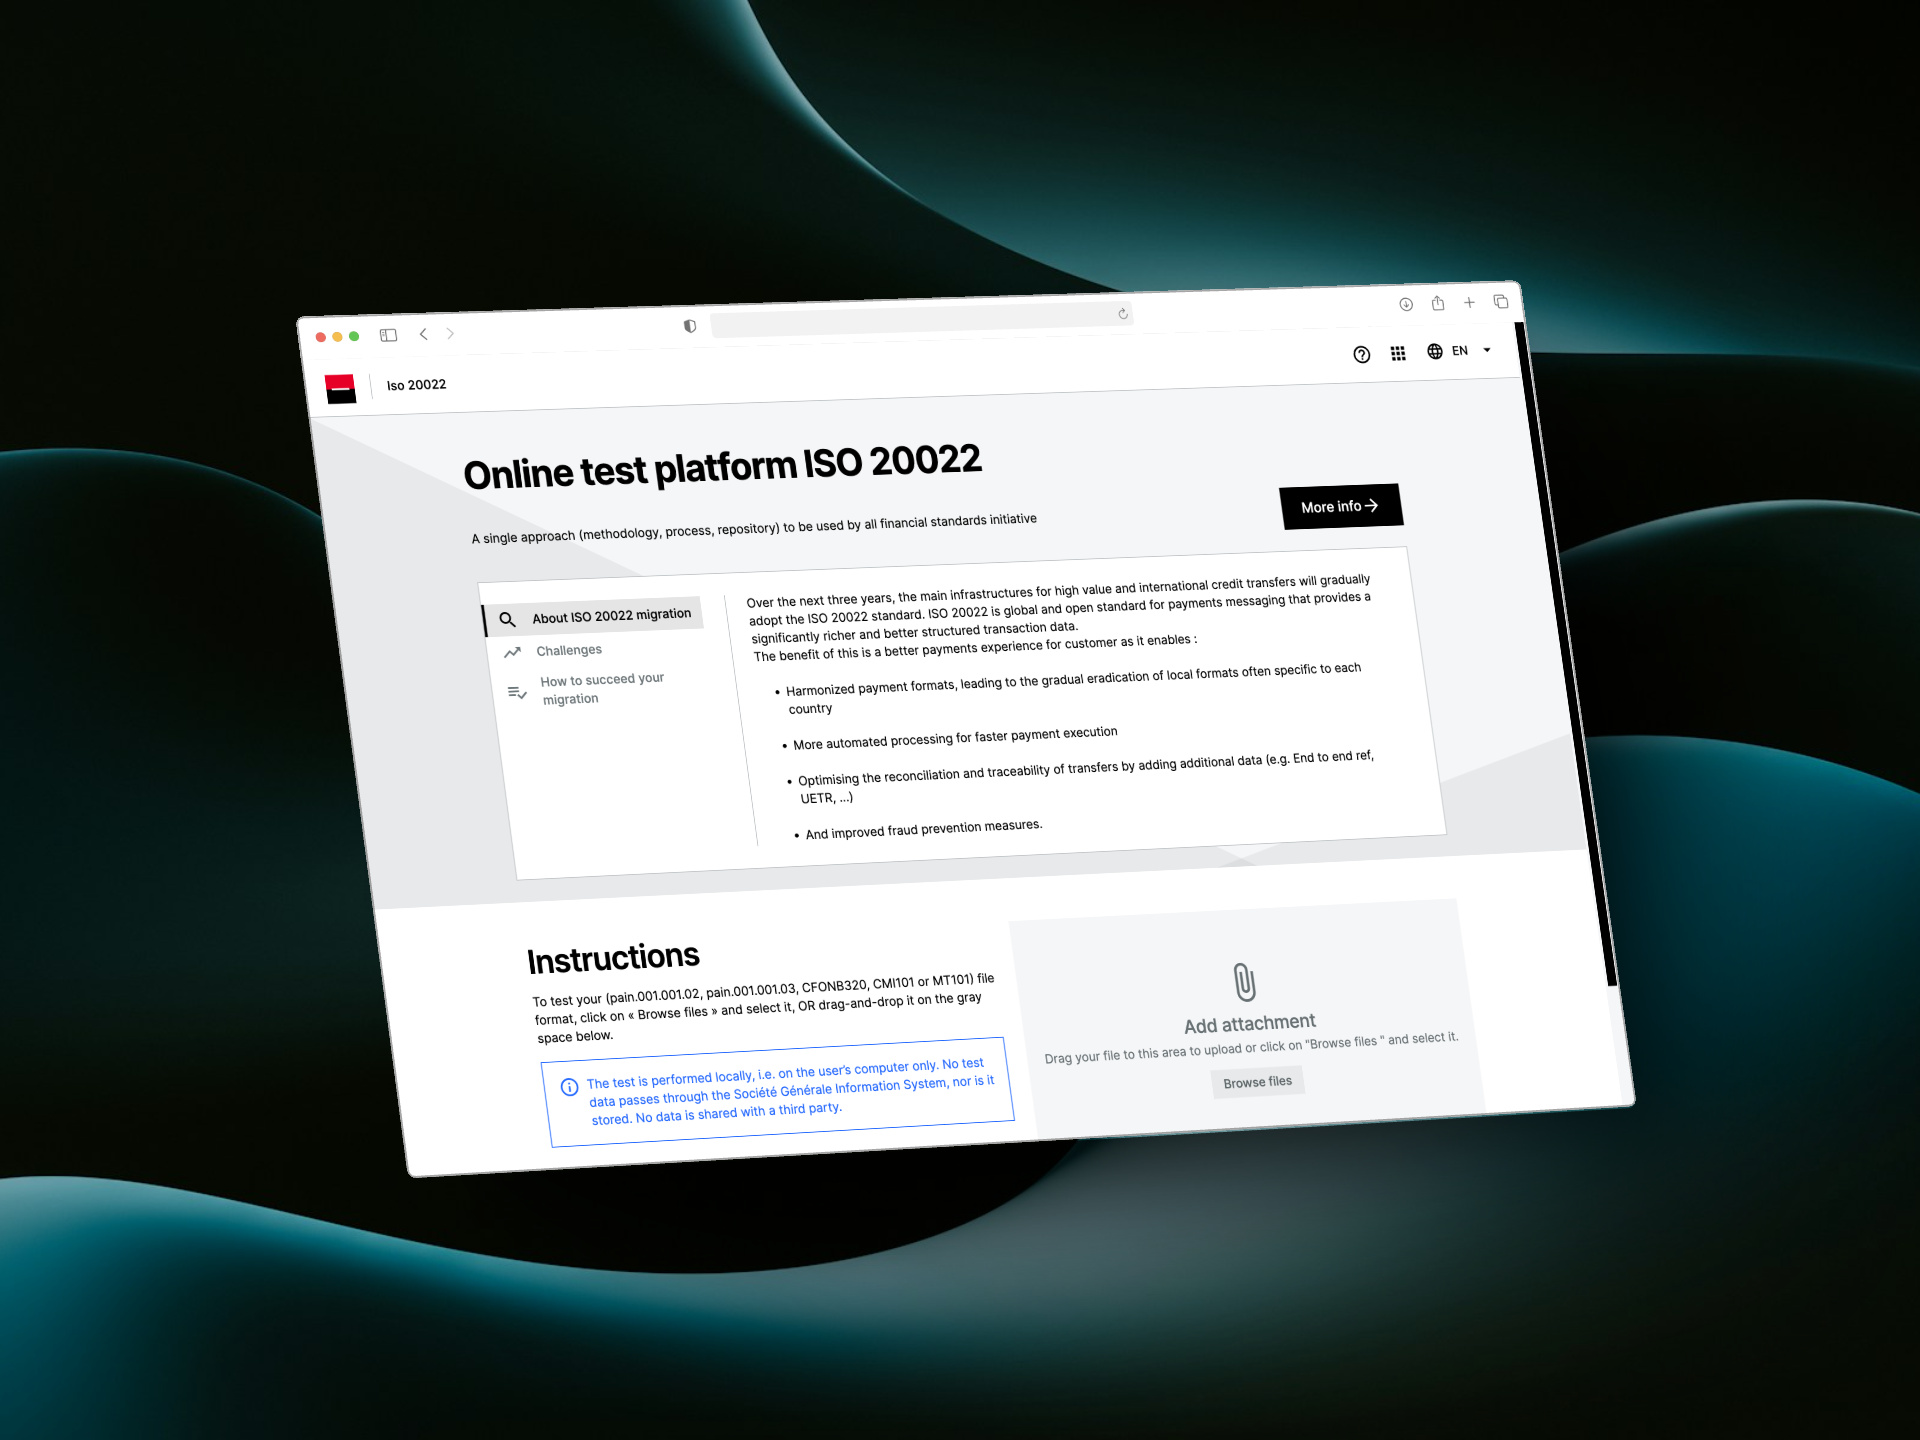 Iso 20022
EN
Online test platform ISO 20022
A single approach (methodology, process, repository) to be used by all financial standards initiative
More info
About ISO 20022 migration
Challenges
How to succeed your
migration
Over the next three years, the main infrastructures for high value and international credit transfers will gradually
adopt the ISO 20022 standard. ISO 20022 is global and open standard for payments messaging that provides a
significantly richer and better structured transaction data.
The benefit of this is a better payments experience for customer as it enables :
• Harmonized payment formats, leading to the gradual eradication of local formats often specific to each
country
• More automated processing for faster payment execution
• Optimising the reconciliation and traceability of transfers by adding additional data (e.g. End to end ref,
UETR, ...)
• And improved fraud prevention measures.
Instructions
To test your (pain.001.001.02, pain.001.001.03, CFONB320, CMI101 or MT101) file
format, click on « Browse files » and select it, OR drag-and-drop it on the gray
space below.
The test is performed locally, i.e. on the user's computer only. No test
data passes through the Société Générale Information System, nor is it
stored. No data is shared with a third party.
Add attachment
Drag your file to this area to upload or click on "Browse files " and select it.
Browse files